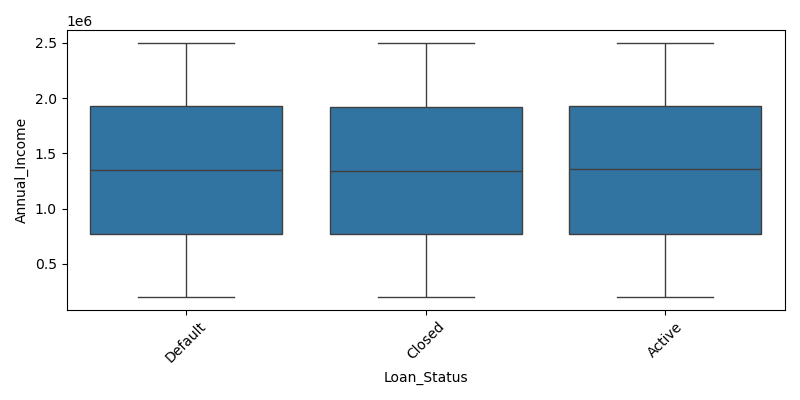 1e6
2.5
2.0
1.5
1.0
0.5
Annual_Income
Default
Closed
Active
Loan_Status